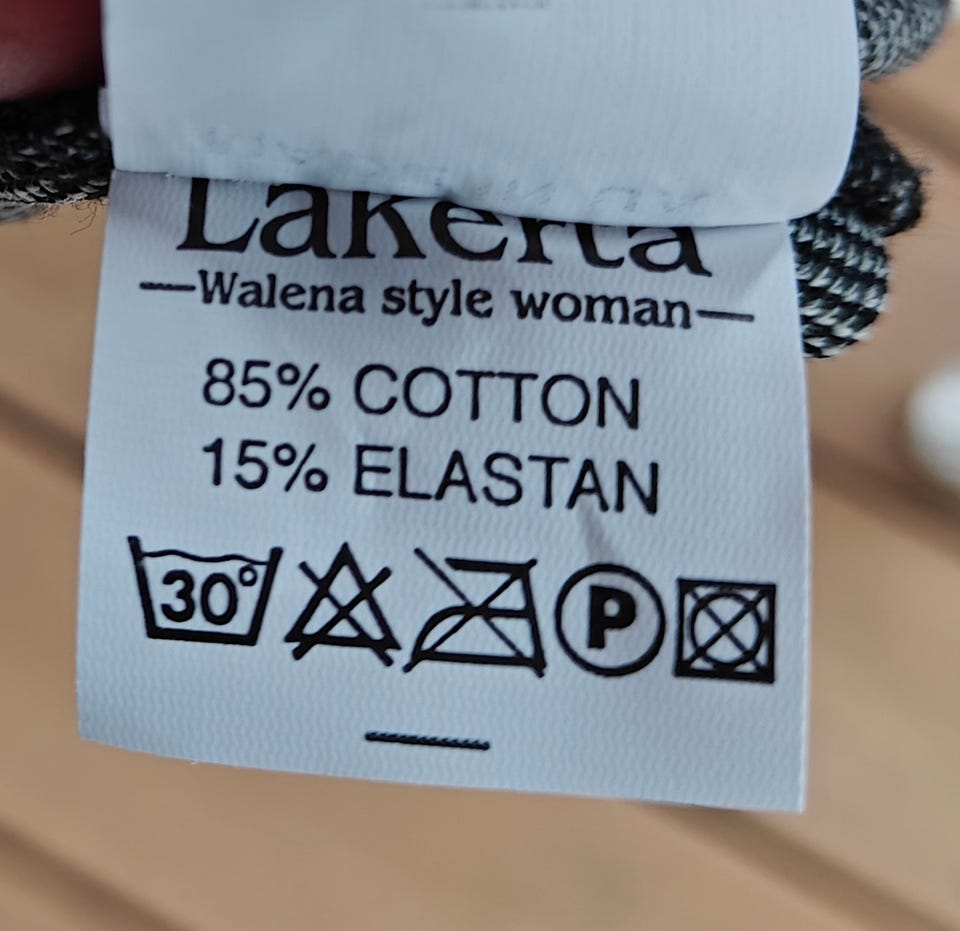 Lakerta
—Walena style woman—
85% COTTON
15% ELASTAN
30°
P